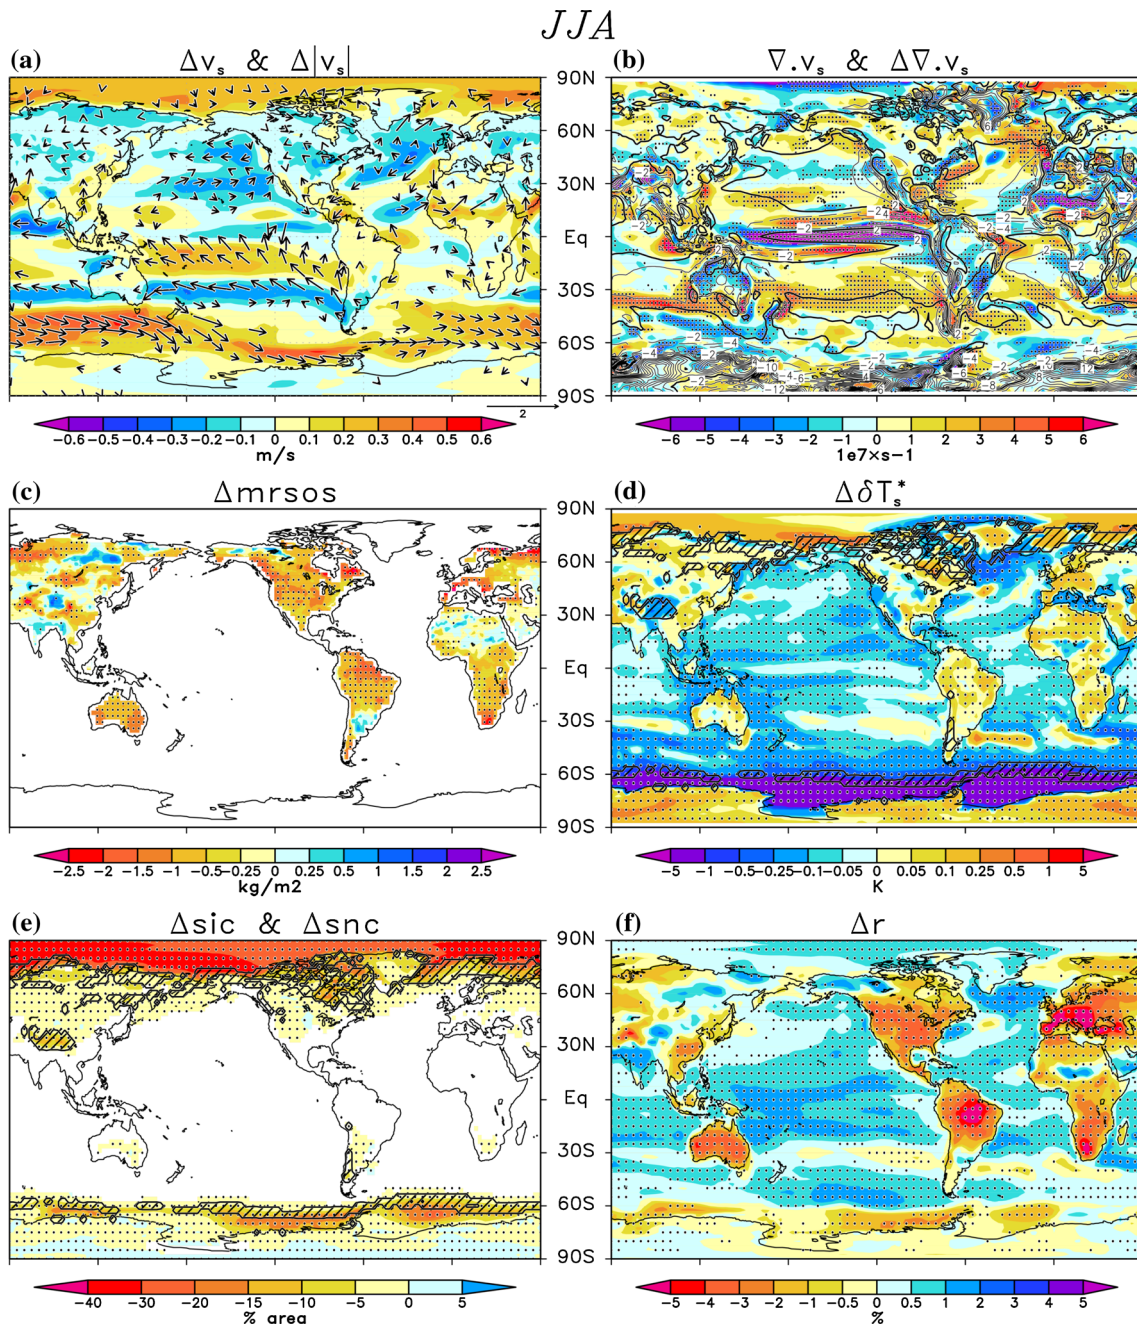 JJA
(a) Δvₛ & Δ|vₛ|
(b) ∇.vₛ & Δ∇.vₛ
90N
60N
30N
Eq
30S
60S
90S
2
-0.6 -0.5 -0.4 -0.3 -0.2 -0.1 0 0.1 0.2 0.3 0.4 0.5 0.6
m/s
-6 -5 -4 -3 -2 -1 0 1 2 3 4 5 6
1e7×s-1
(c) Δmrsos
(d) ΔδTₛ*
90N
60N
30N
Eq
30S
60S
90S
-2.5 -2 -1.5 -1 -0.5 -0.25 0 0.25 0.5 1 1.5 2 2.5
kg/m2
-5 -1 -0.5 -0.25 -0.1 -0.05 0 0.05 0.1 0.25 0.5 1 5
K
(e) Δsic & Δsnc
(f) Δr
90N
60N
30N
Eq
30S
60S
90S
-40 -30 -20 -15 -10 -5 0 5
% area
-5 -4 -3 -2 -1 -0.5 0 0.5 1 2 3 4 5
%